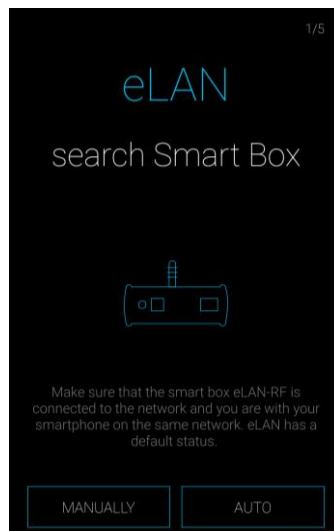 1/5
eLAN
search Smart Box
Make sure that the smart box eLAN-RF is
connected to the network and you are with your
smartphone on the same network. eLAN has a
default status.
MANUALLY AUTO